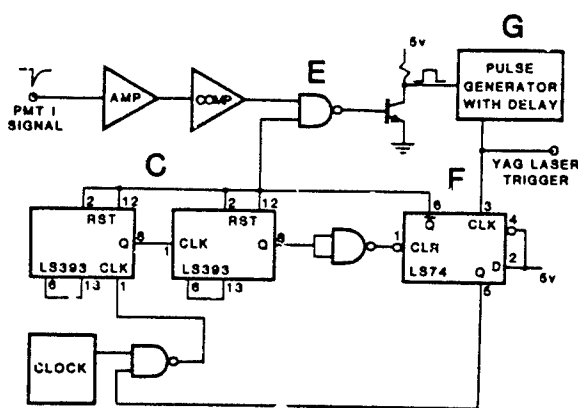 G
5v
E
PULSE
GENERATOR
WITH DELAY
PMT I
SIGNAL
AMP
COMP
YAG LASER
TRIGGER
C
F
2
12
RST
Q
8
CLK
LS393
6
13
1
2
12
RST
1
CLK
Q
8
LS393
6
13
6
Q
3
CLK
4
1
CLR
D
2
LS74
Q
5
5v
CLOCK